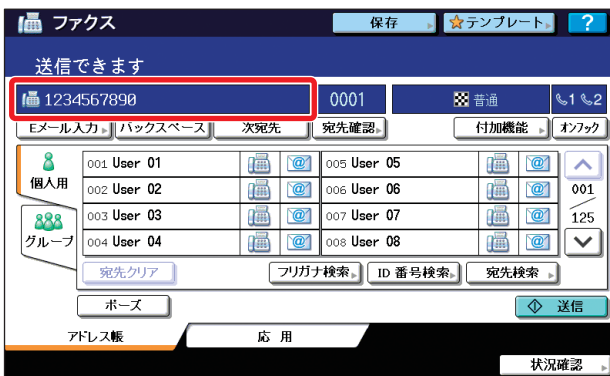 ファクス 保存 テンプレート ?
送信できます
1234567890 0001 普通 1 2
Eメール入力 バックスペース 次宛先 宛先確認 付加機能 オンフック
個人用
グループ
001 User 01 005 User 05
002 User 02 006 User 06
003 User 03 007 User 07
004 User 04 008 User 08
001
125
宛先クリア フリガナ検索 ID 番号検索 宛先検索
ポーズ 送信
アドレス帳 応用
状況確認